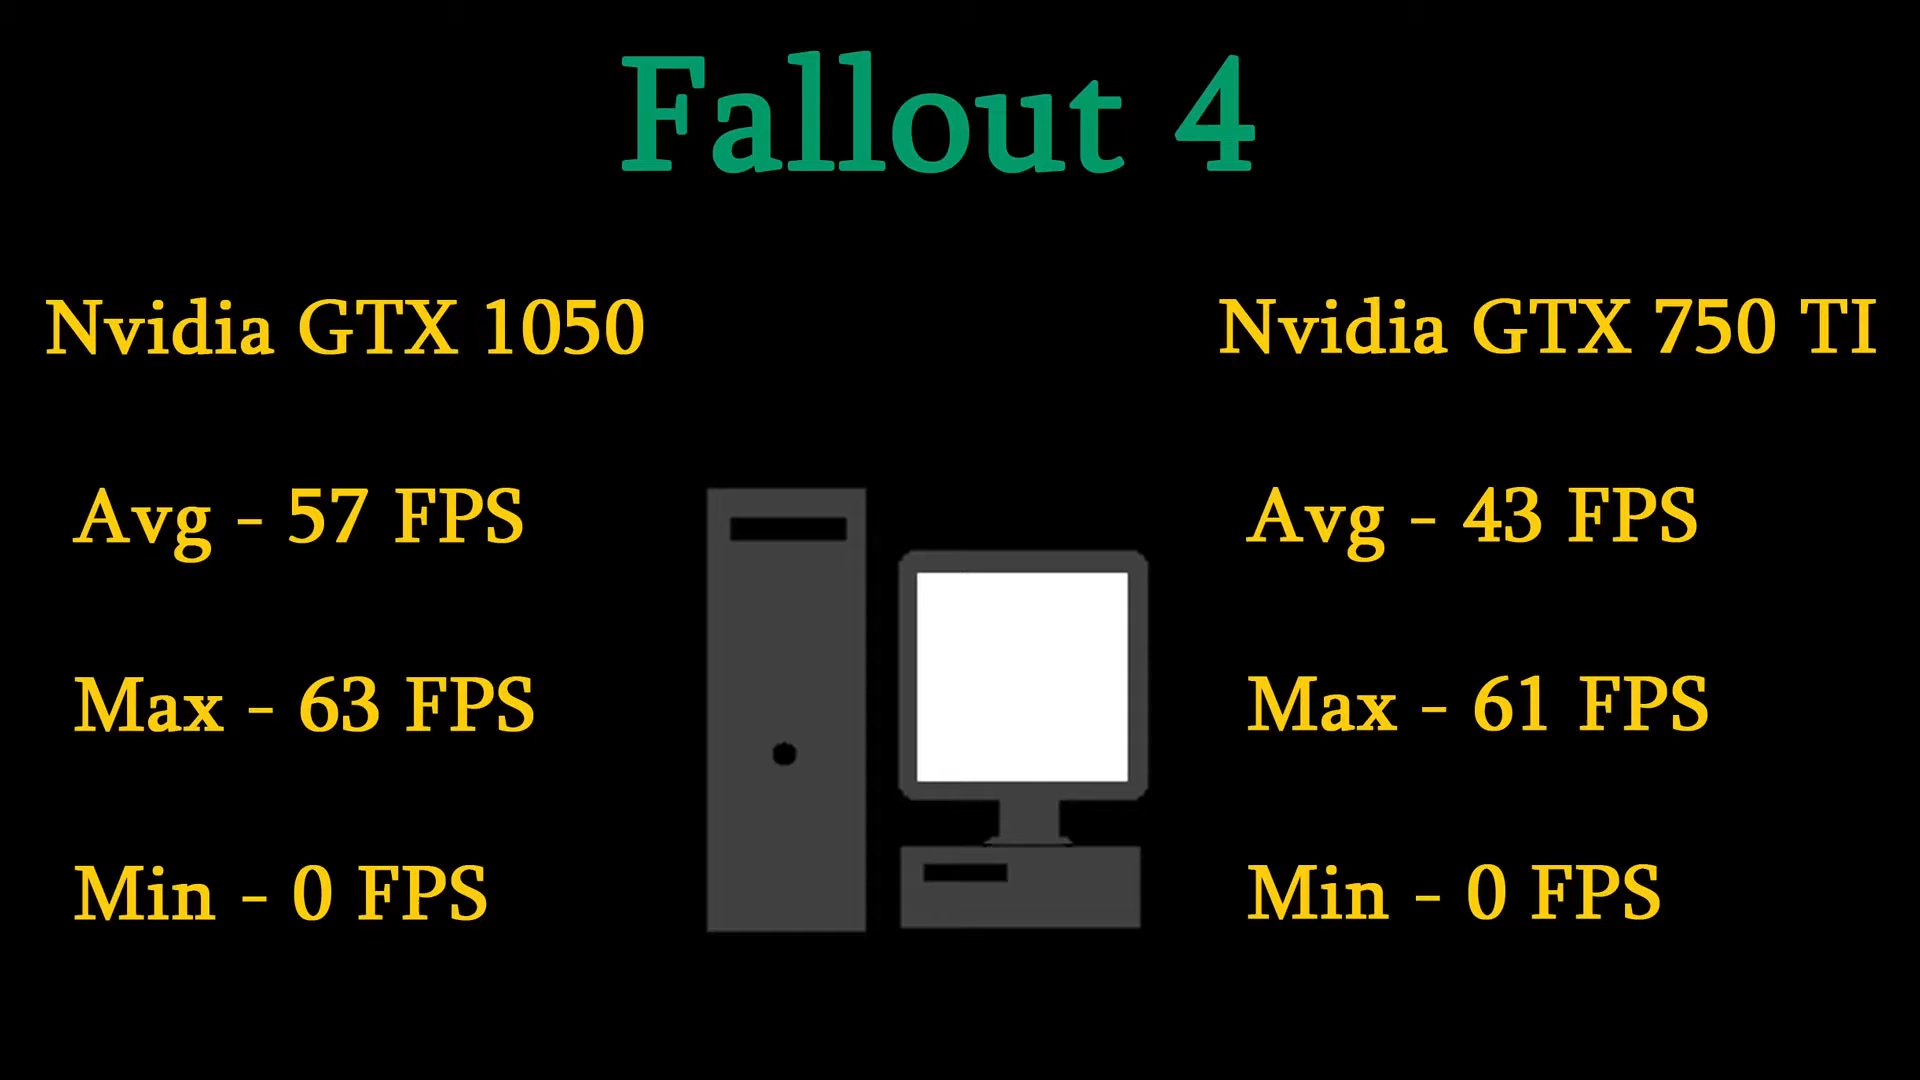 Fallout 4
Nvidia GTX 1050
Avg - 57 FPS
Max - 63 FPS
Min - 0 FPS
Nvidia GTX 750 TI
Avg - 43 FPS
Max - 61 FPS
Min - 0 FPS